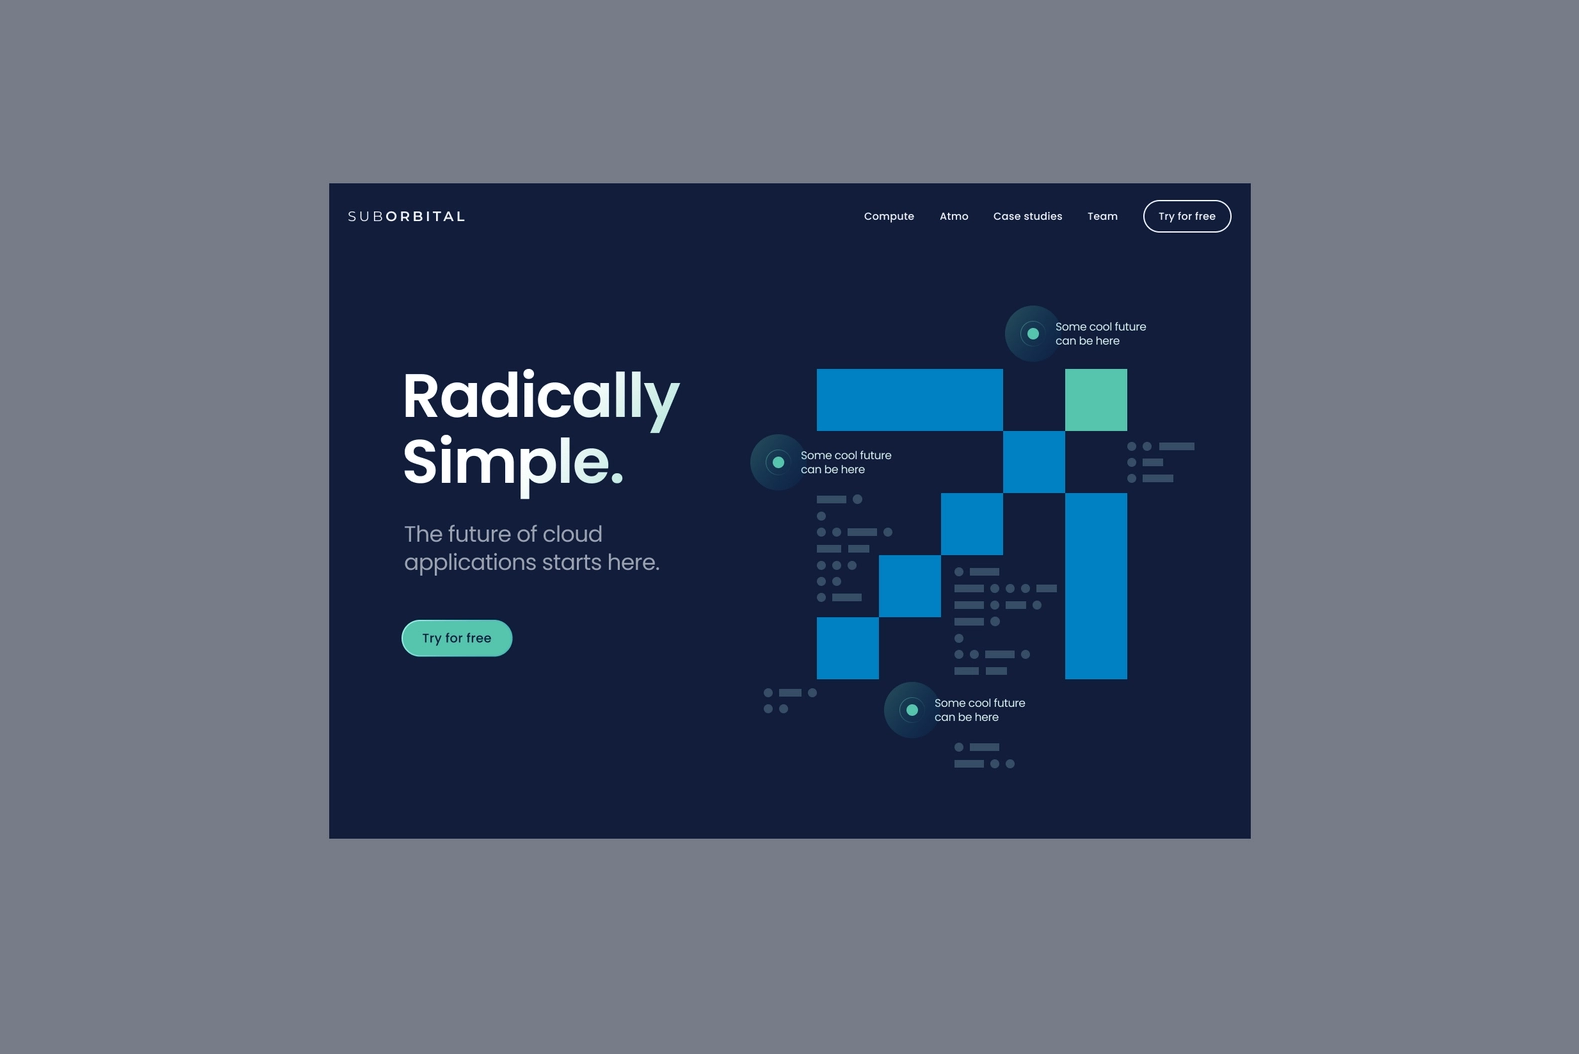 SUBORBITAL
Compute
Atmo
Case studies
Team
Try for free
Radically
Simple.
The future of cloud
applications starts here.
Try for free
Some cool future
can be here
Some cool future
can be here
Some cool future
can be here